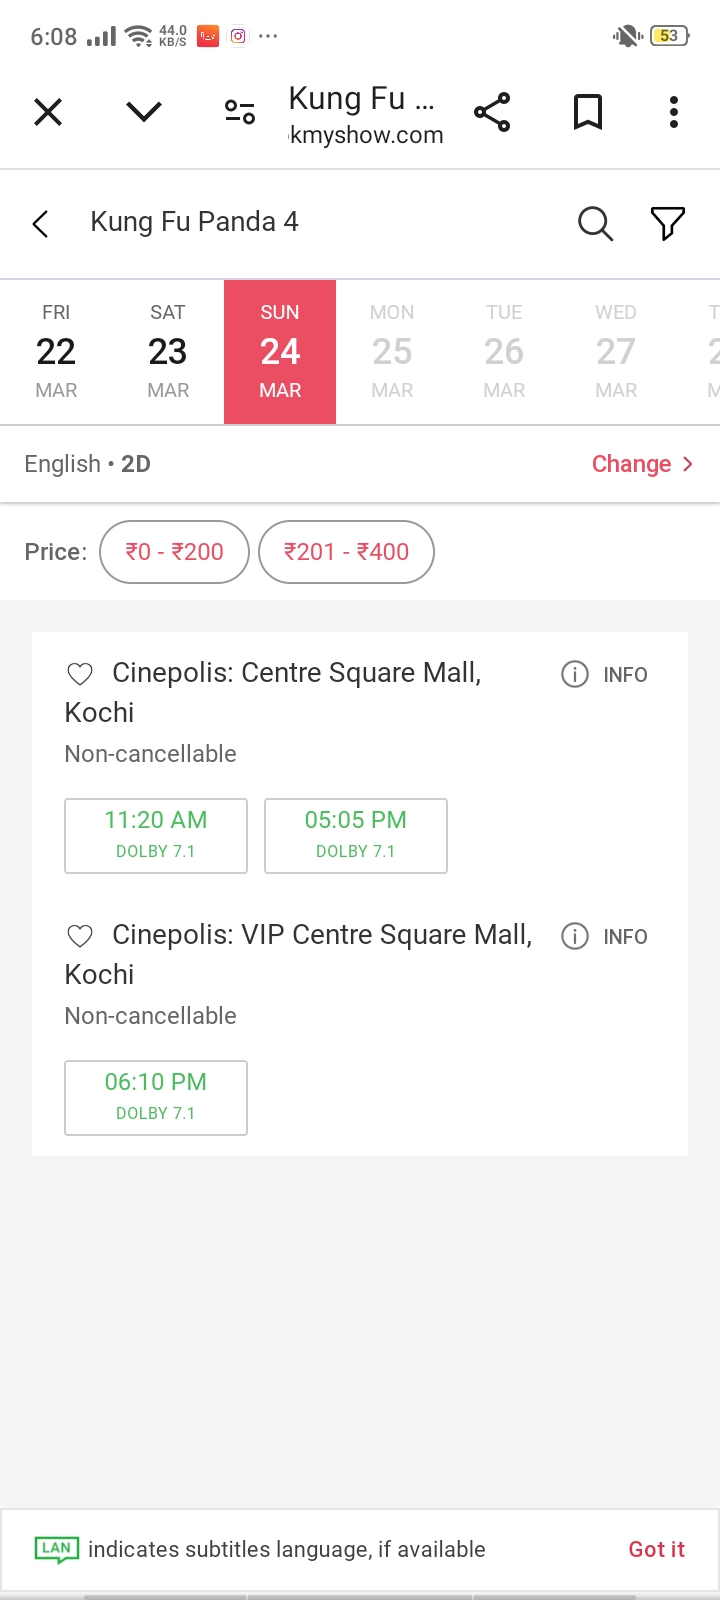 6:08 44.0 KB/S 53
Kung Fu ...
kmyshow.com
Kung Fu Panda 4
FRI SAT SUN MON TUE WED T
22 23 24 25 26 27 2
MAR MAR MAR MAR MAR MAR M
English • 2D Change >
Price: ₹0 - ₹200 ₹201 - ₹400
Cinepolis: Centre Square Mall, INFO
Kochi
Non-cancellable
11:20 AM 05:05 PM
DOLBY 7.1 DOLBY 7.1
Cinepolis: VIP Centre Square Mall, INFO
Kochi
Non-cancellable
06:10 PM
DOLBY 7.1
LAN indicates subtitles language, if available Got it